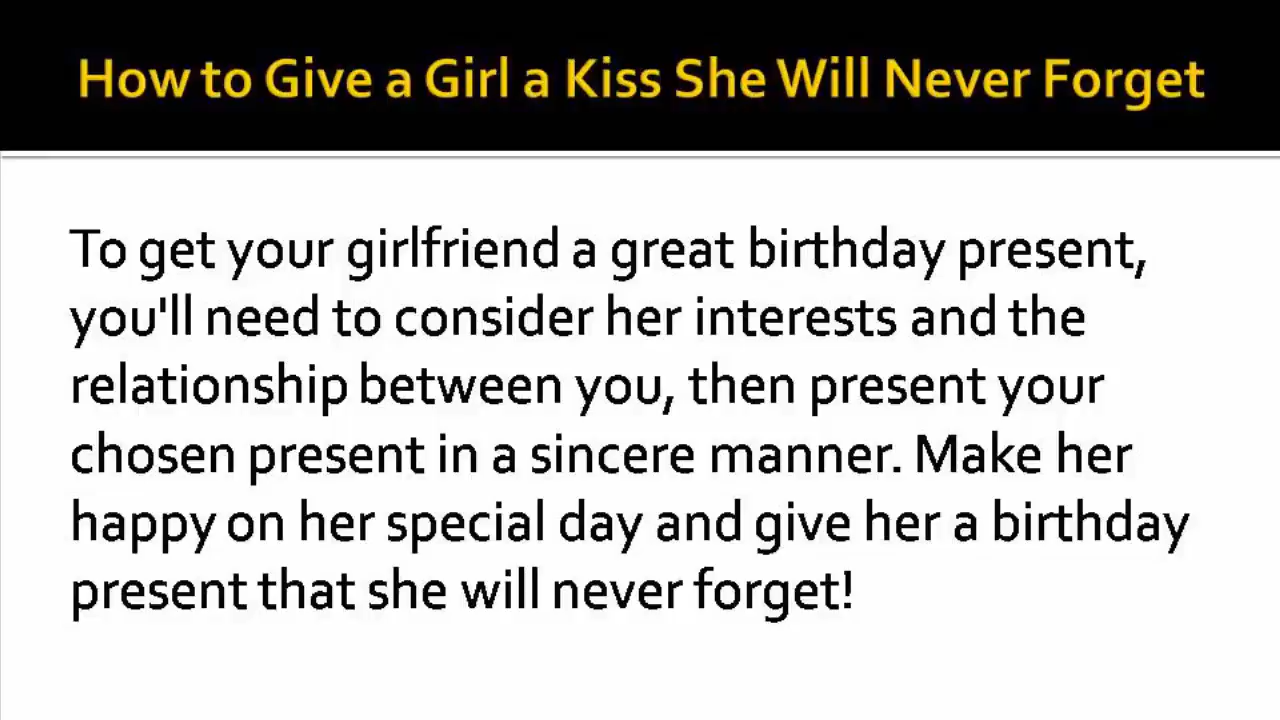 How to Give a Girl a Kiss She Will Never Forget
To get your girlfriend a great birthday present,
you'll need to consider her interests and the
relationship between you, then present your
chosen present in a sincere manner. Make her
happy on her special day and give her a birthday
present that she will never forget!